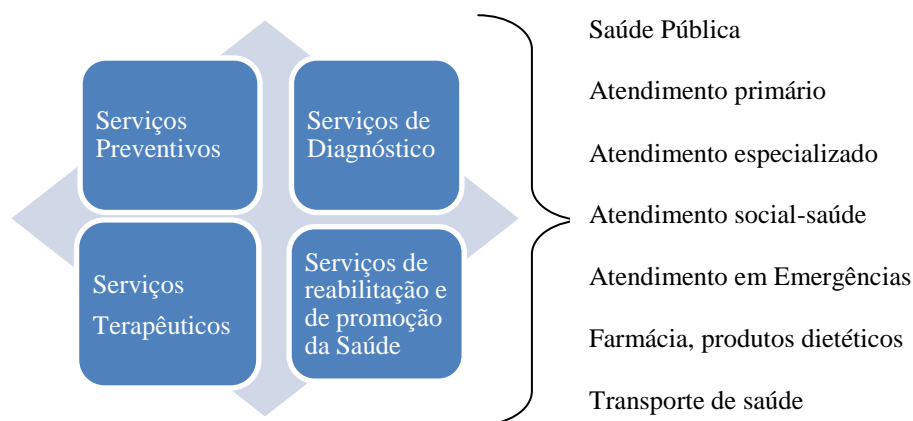 Serviços
Preventivos
Serviços de
Diagnóstico
Serviços
Terapêuticos
Serviços de
reabilitação e
de promoção
da Saúde
Saúde Pública
Atendimento primário
Atendimento especializado
Atendimento social-saúde
Atendimento em Emergências
Farmácia, produtos dietéticos
Transporte de saúde